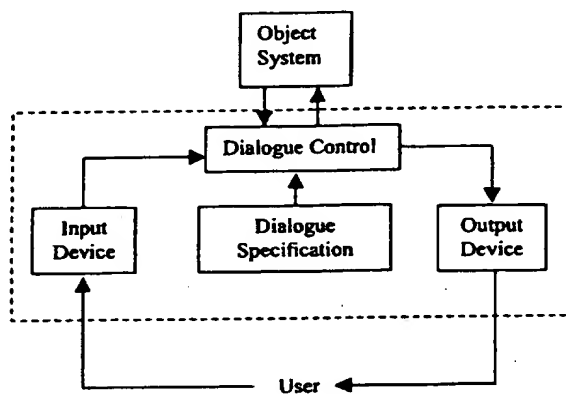 Object
System
Dialogue Control
Input
Device
Dialogue
Specification
Output
Device
User